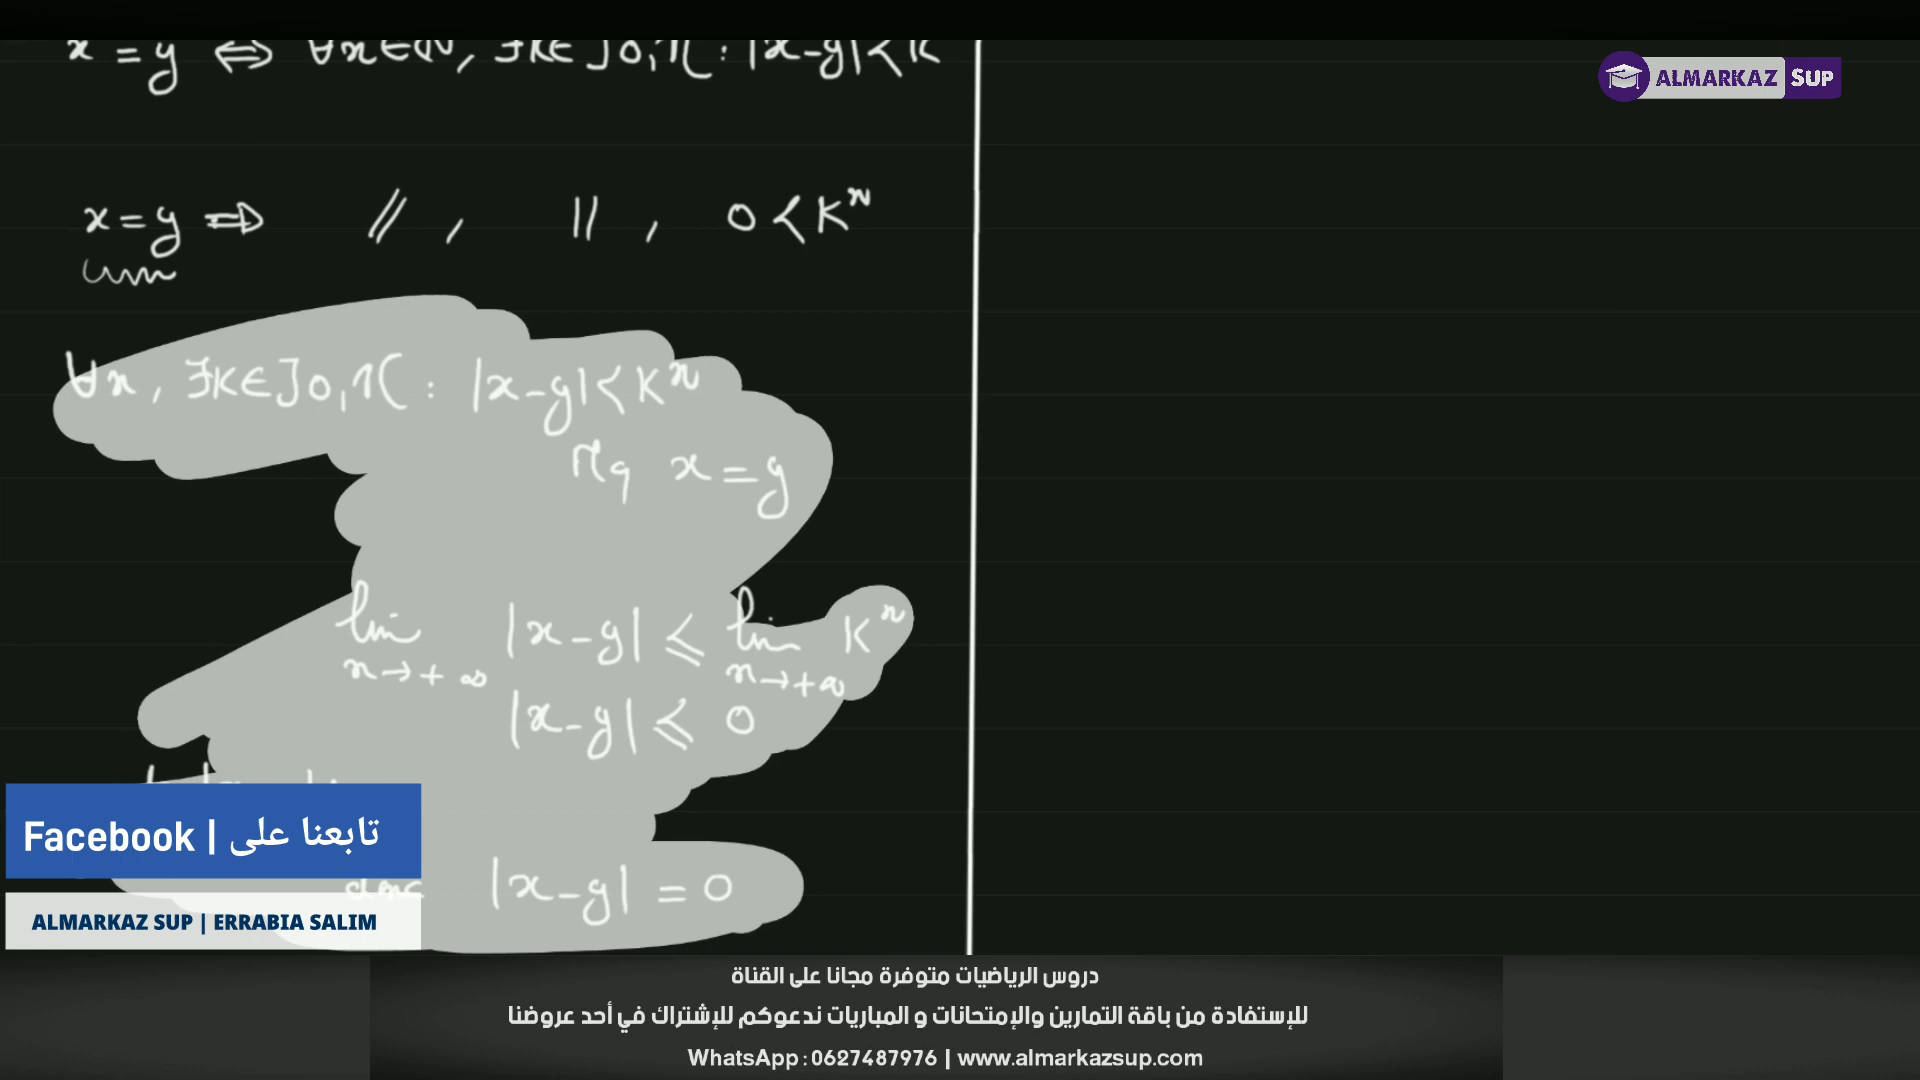 x = y ⟺ ∀n∈ℕ, ∃K∈]0,1[ : |x-y|<K
ALMARKAZ SUP
x=y ⟹ // , || , 0 < Kⁿ
∀n, ∃K∈]0,1[ : |x-y|<Kⁿ
Mq x=y
lim |x-y| ≤ lim Kⁿ
n→+∞ n→+∞
|x-y| ≤ 0
Facebook | تابعنا على
donc |x-y| = 0
ALMARKAZ SUP | ERRABIA SALIM
دروس الرياضيات متوفرة مجانا على القناة
للإستفادة من باقة التمارين والإمتحانات و المباريات ندعوكم للإشتراك في أحد عروضنا
WhatsApp : 0627487976 | www.almarkazsup.com